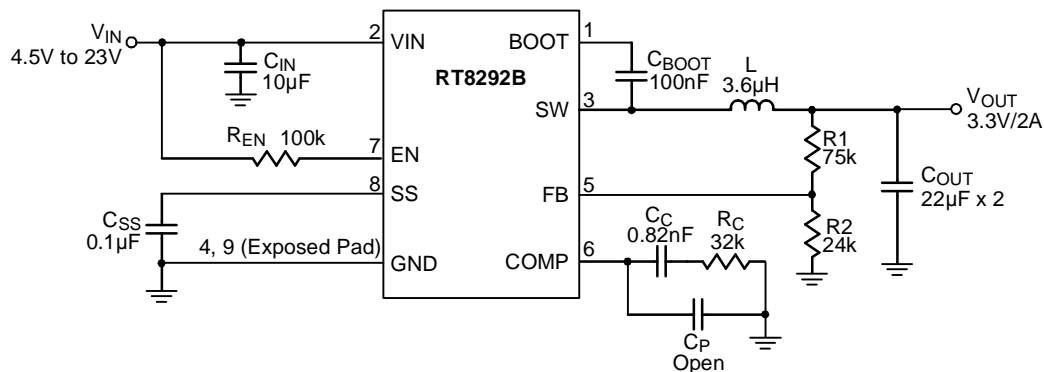 VIN
4.5V to 23V
CIN
10µF
REN 100k
CSS
0.1µF
4, 9 (Exposed Pad)
2
7
8
VIN
RT8292B
EN
SS
GND
BOOT
SW
FB
COMP
1
3
5
6
CBOOT
100nF
L
3.6µH
VOUT
3.3V/2A
R1
75k
COUT
22µF x 2
R2
24k
CC
0.82nF
RC
32k
CP
Open